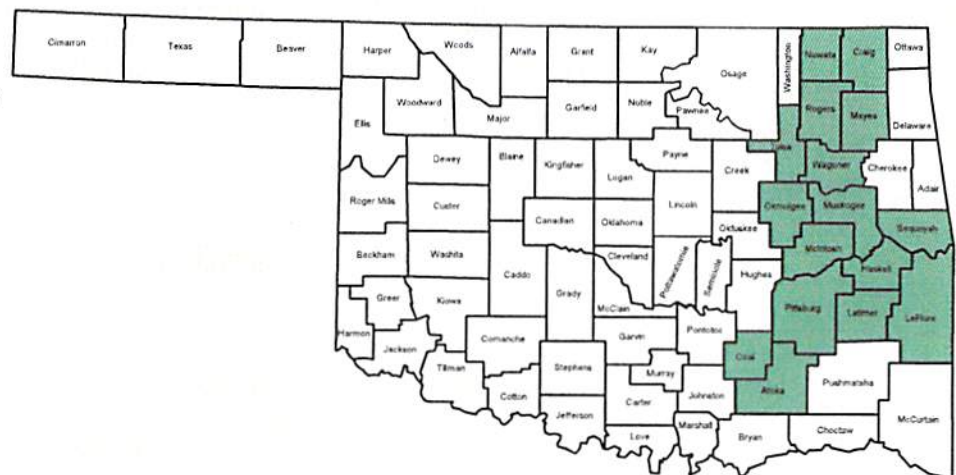 Cimarron
Texas
Beaver
Harper
Woods
Alfalfa
Grant
Kay
Osage
Washington
Nowata
Craig
Ottawa
Woodward
Major
Garfield
Noble
Pawnee
Rogers
Mayes
Delaware
Ellis
Dewey
Blaine
Kingfisher
Logan
Payne
Creek
Tulsa
Wagoner
Cherokee
Adair
Roger Mills
Custer
Canadian
Oklahoma
Lincoln
Okfuskee
Okmulgee
Muskogee
Sequoyah
Beckham
Washita
Caddo
Grady
Cleveland
McClain
Pottawatomie
Seminole
Hughes
McIntosh
Haskell
Greer
Kiowa
Comanche
Garvin
Pontotoc
Pittsburg
Latimer
LeFlore
Harmon
Jackson
Tillman
Cotton
Stephens
Murray
Coal
Atoka
Pushmataha
McCurtain
Jefferson
Carter
Johnston
Love
Marshall
Bryan
Choctaw